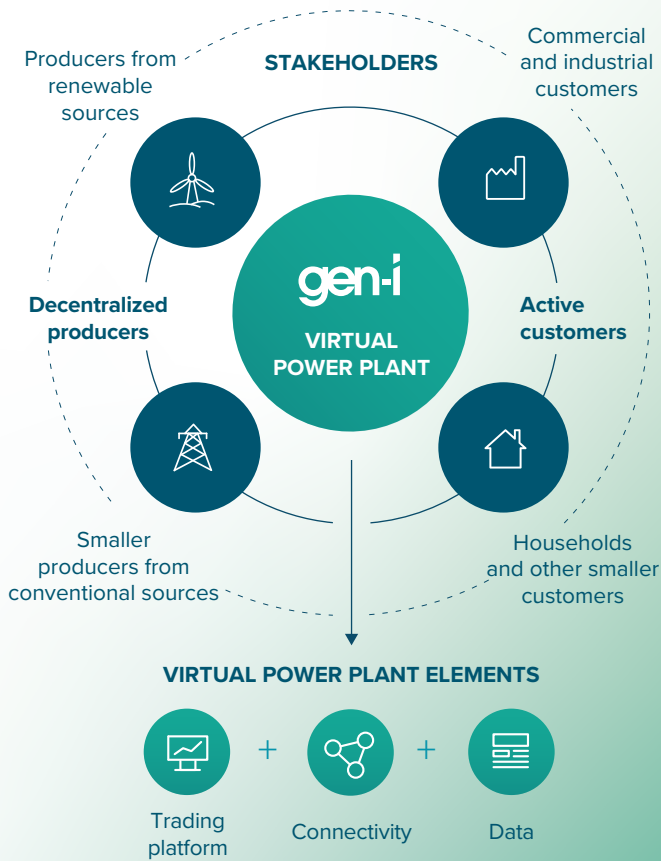 STAKEHOLDERS
Producers from
renewable
sources
Commercial
and industrial
customers
gen-i
VIRTUAL
POWER PLANT
Decentralized
producers
Active
customers
Smaller
producers from
conventional sources
Households
and other smaller
customers
VIRTUAL POWER PLANT ELEMENTS
Trading
platform
+
Connectivity
+
Data